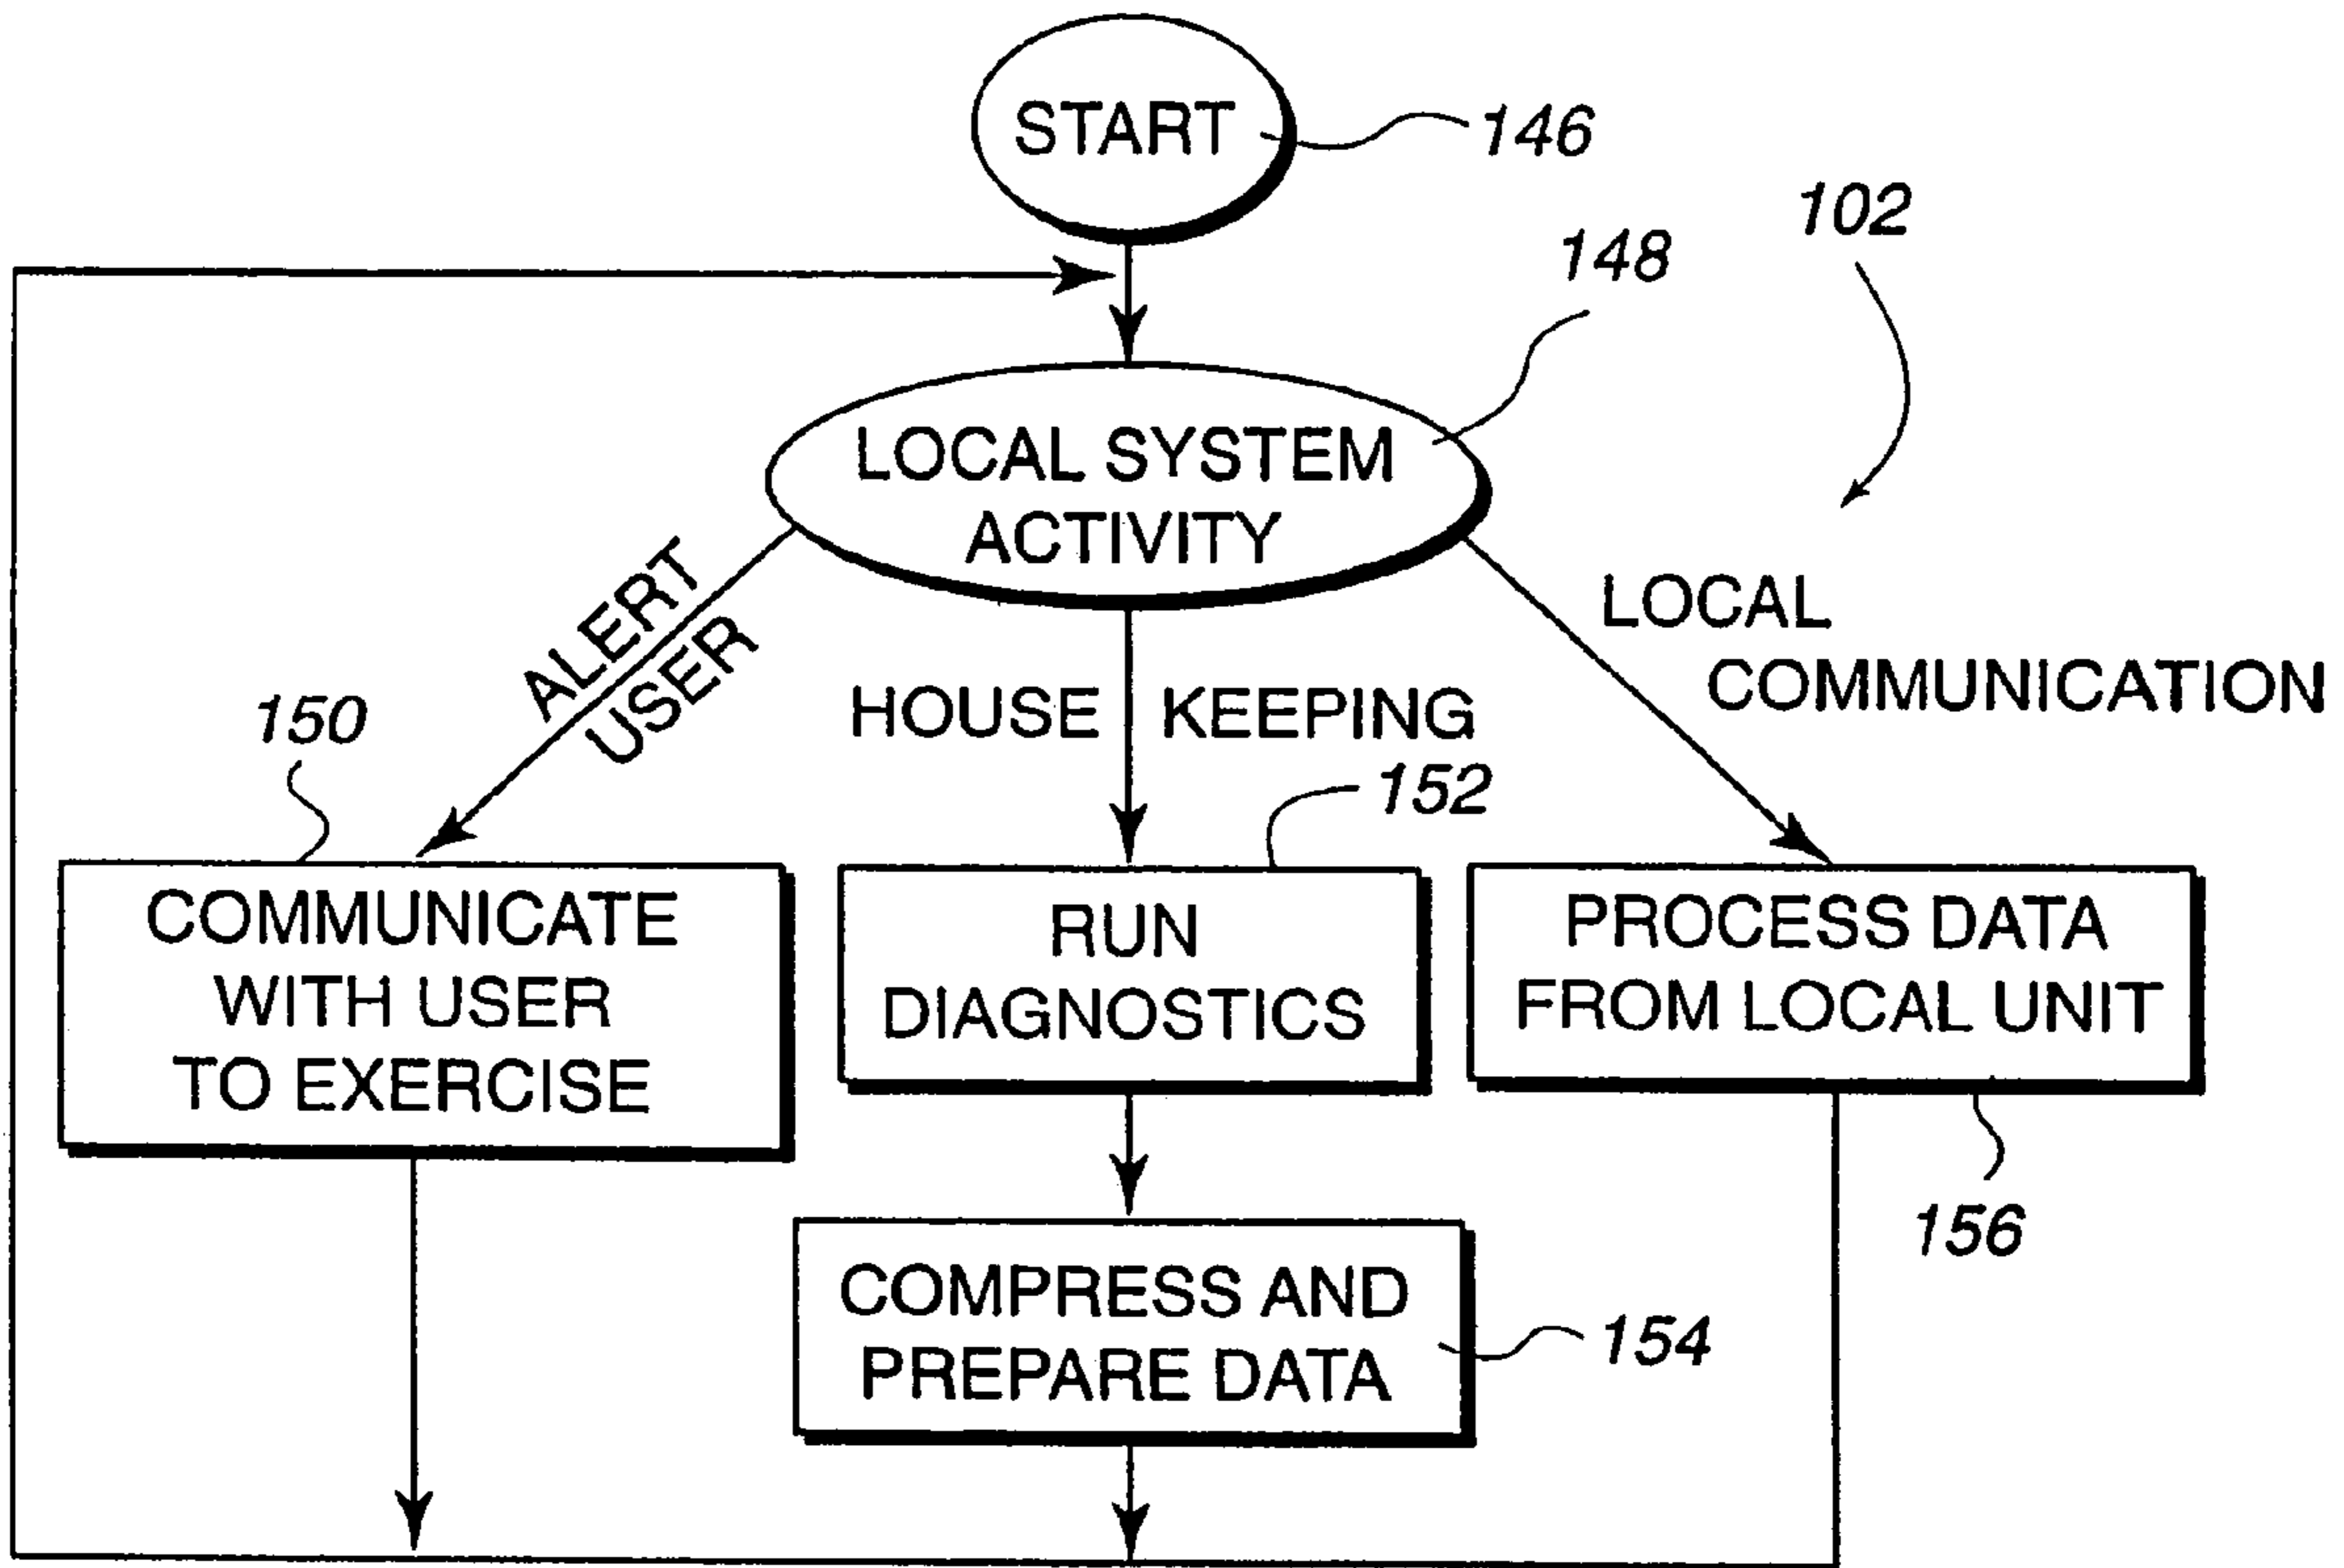 START
146
102
148
LOCAL SYSTEM
ACTIVITY
ALERT
USER
HOUSE KEEPING
LOCAL
COMMUNICATION
150
152
COMMUNICATE
WITH USER
TO EXERCISE
RUN
DIAGNOSTICS
PROCESS DATA
FROM LOCAL UNIT
156
COMPRESS AND
PREPARE DATA
154